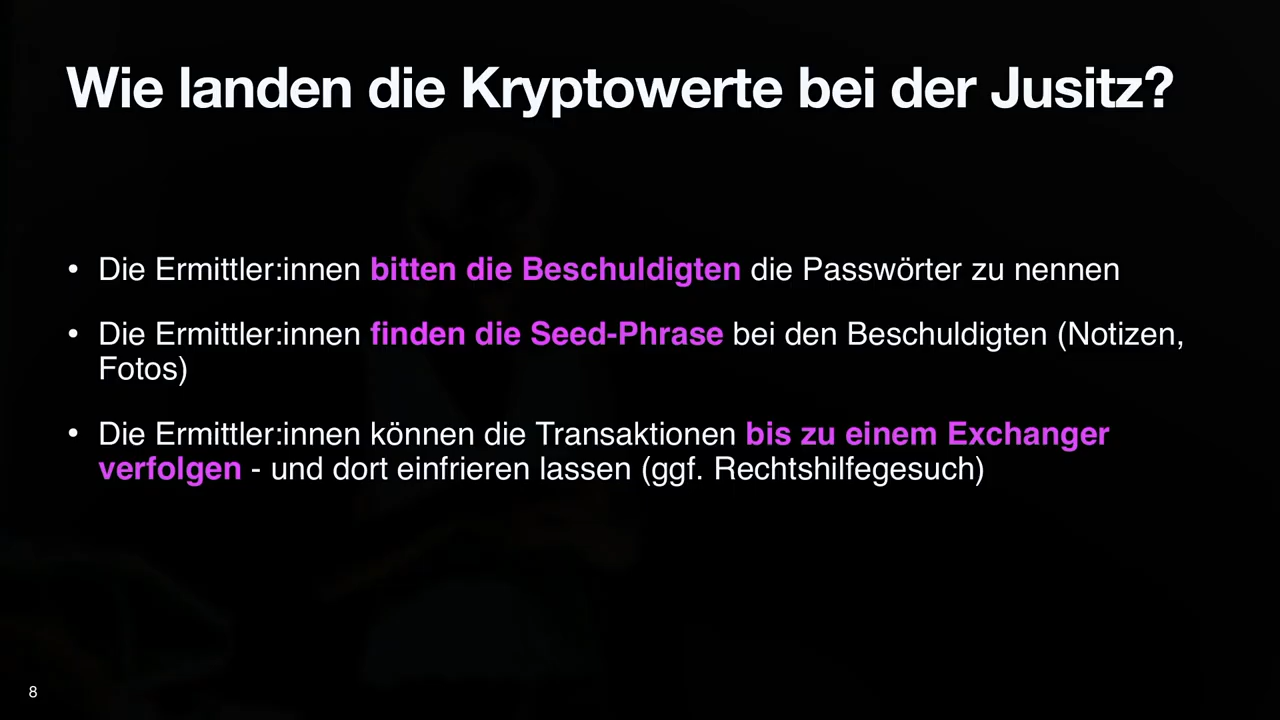 Wie landen die Kryptowerte bei der Jusitz?
• Die Ermittler:innen bitten die Beschuldigten die Passwörter zu nennen
• Die Ermittler:innen finden die Seed-Phrase bei den Beschuldigten (Notizen,
Fotos)
• Die Ermittler:innen können die Transaktionen bis zu einem Exchanger
verfolgen - und dort einfrieren lassen (ggf. Rechtshilfegesuch)
8